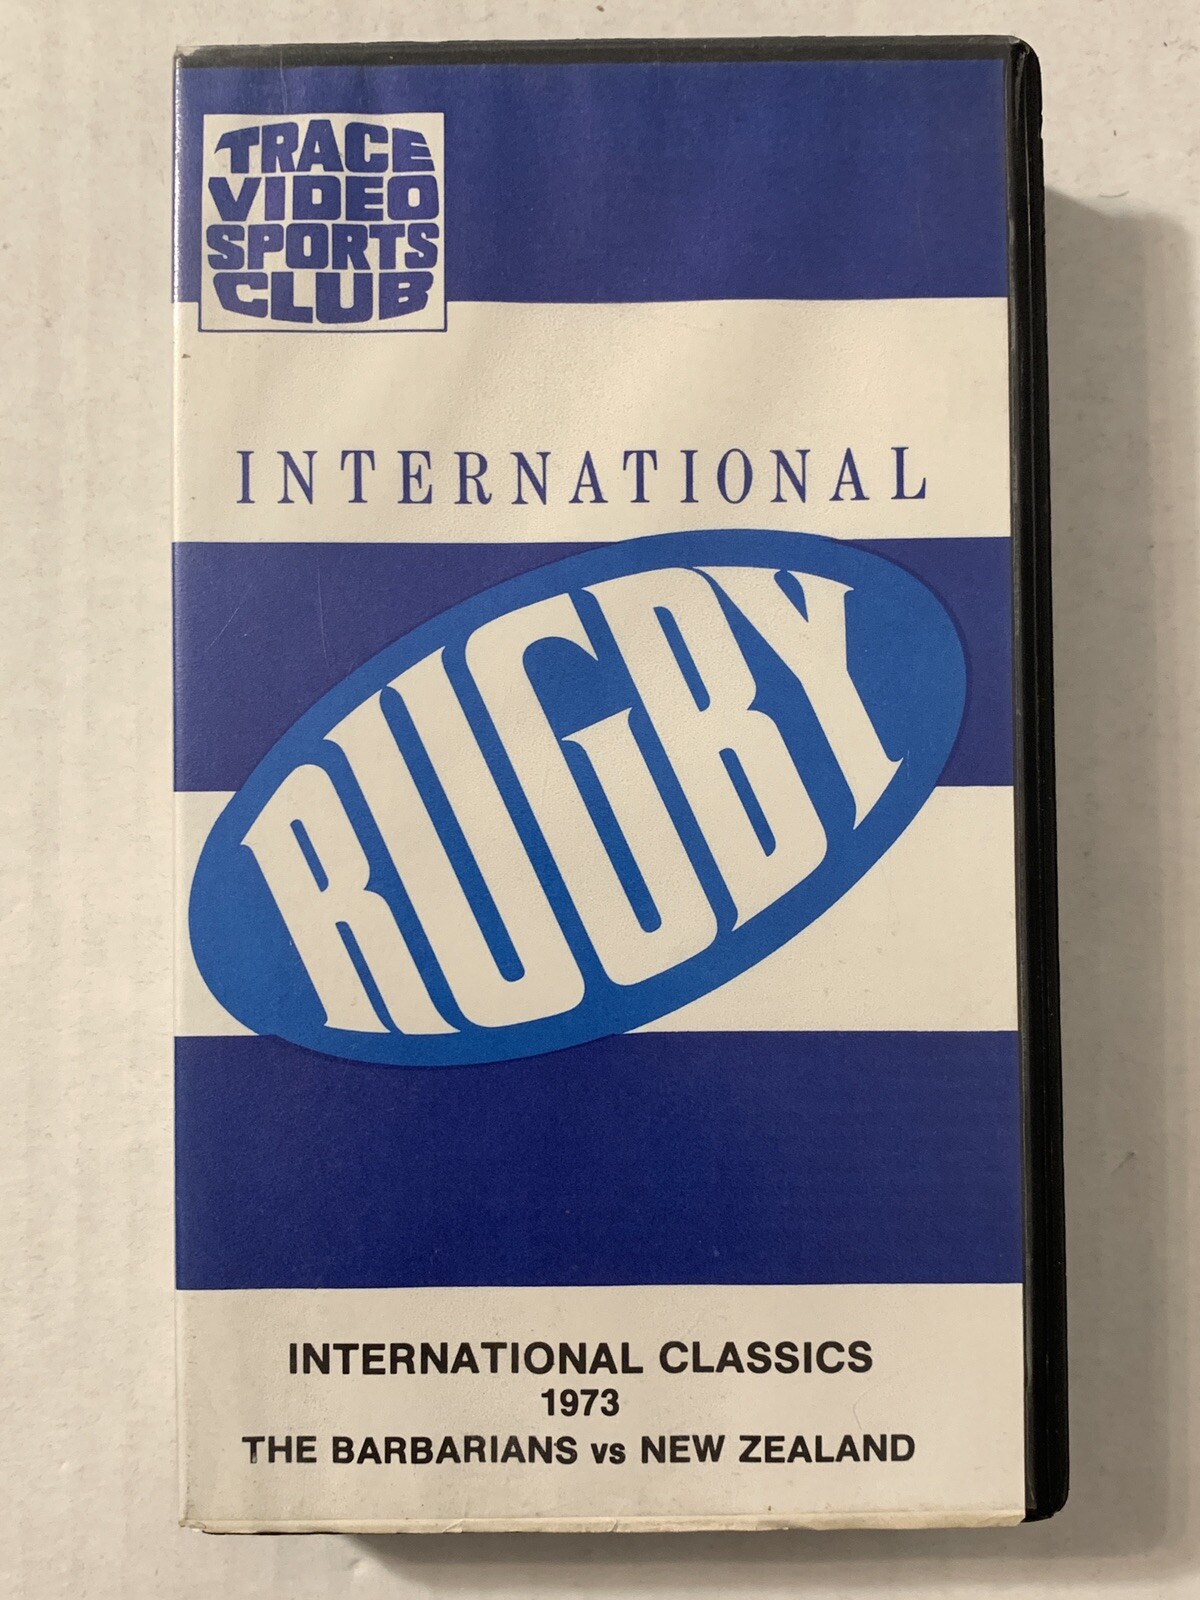 TRACE
VIDEO
SPORTS
CLUB
INTERNATIONAL
RUGBY
INTERNATIONAL CLASSICS
1973
THE BARBARIANS vs NEW ZEALAND